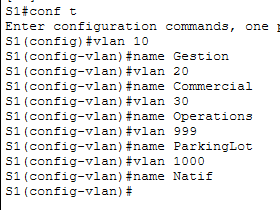 S1#conf t
Enter configuration commands, one p
S1(config)#vlan 10
S1(config-vlan)#name Gestion
S1(config-vlan)#vlan 20
S1(config-vlan)#name Commercial
S1(config-vlan)#vlan 30
S1(config-vlan)#name Operations
S1(config-vlan)#vlan 999
S1(config-vlan)#name ParkingLot
S1(config-vlan)#vlan 1000
S1(config-vlan)#name Natif
S1(config-vlan)#